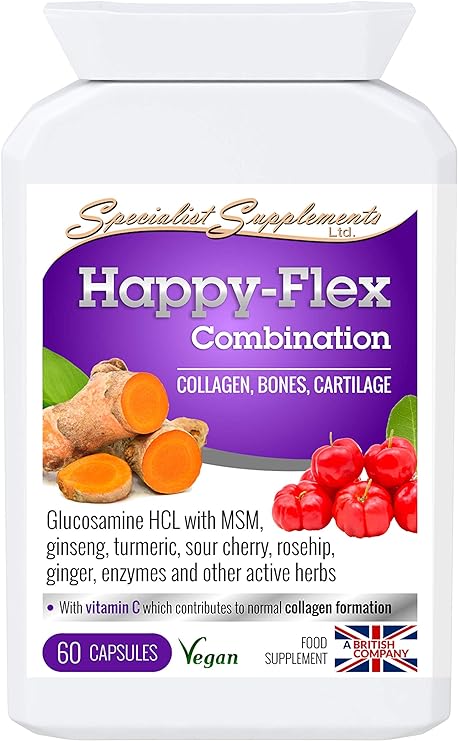 Specialist Supplements
Ltd.
Happy-Flex
Combination
COLLAGEN, BONES, CARTILAGE
Glucosamine HCL with MSM,
ginseng, turmeric, sour cherry, rosehip,
ginger, enzymes and other active herbs
• With vitamin C which contributes to normal collagen formation
60 CAPSULES
Vegan
FOOD
SUPPLEMENT
A BRITISH
COMPANY